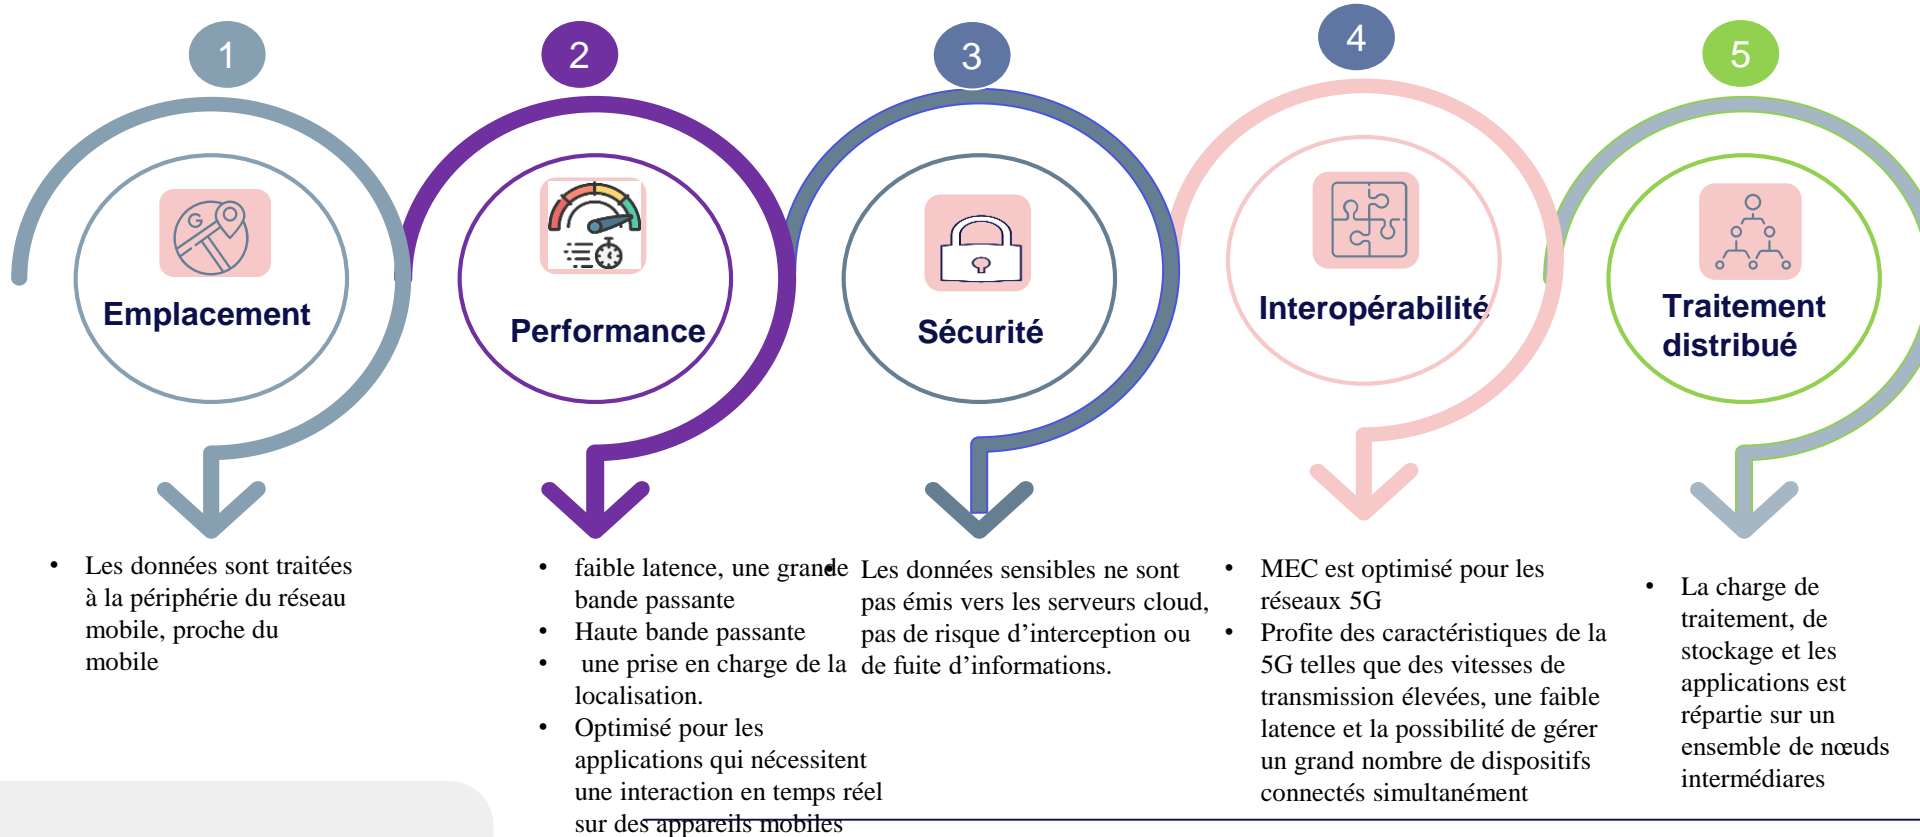 1
Emplacement
• Les données sont traitées
à la périphérie du réseau
mobile, proche du
mobile
2
Performance
• faible latence, une grande
bande passante
• Haute bande passante
• une prise en charge de la
localisation.
• Optimisé pour les
applications qui nécessitent
une interaction en temps réel
sur des appareils mobiles
3
Sécurité
• Les données sensibles ne sont
pas émis vers les serveurs cloud,
pas de risque d’interception ou
de fuite d’informations.
4
Interopérabilité
• MEC est optimisé pour les
réseaux 5G
• Profite des caractéristiques de la
5G telles que des vitesses de
transmission élevées, une faible
latence et la possibilité de gérer
un grand nombre de dispositifs
connectés simultanément
5
Traitement
distribué
• La charge de
traitement, de
stockage et les
applications est
répartie sur un
ensemble de nœuds
intermédiares
G